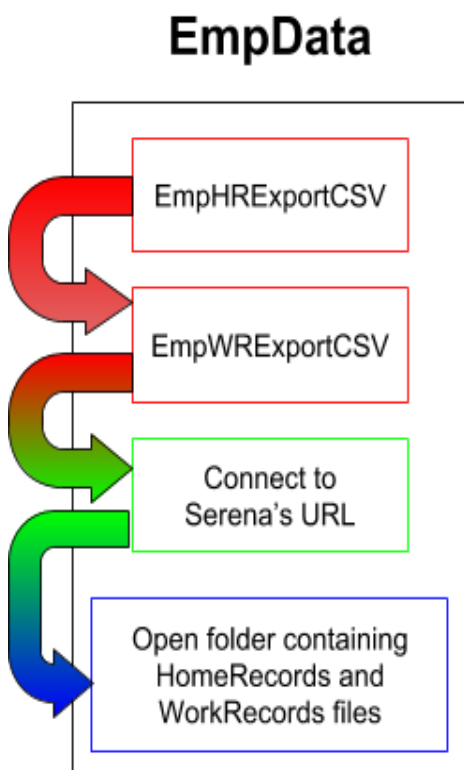 EmpData
EmpHRExportCSV
EmpWRExportCSV
Connect to
Serena's URL
Open folder containing
HomeRecords and
WorkRecords files